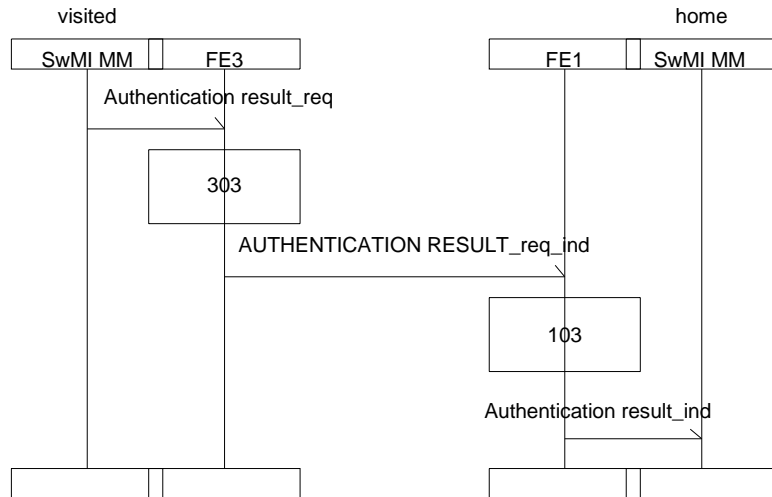 visited home
SwMI MM FE3 FE1 SwMI MM
Authentication result_req
303
AUTHENTICATION RESULT_req_ind
103
Authentication result_ind